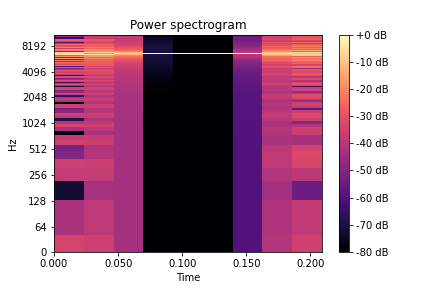 Power spectrogram
Hz
8192
4096
2048
1024
512
256
128
64
0
0.000
0.050
0.100
0.150
0.200
Time
+0 dB
-10 dB
-20 dB
-30 dB
-40 dB
-50 dB
-60 dB
-70 dB
-80 dB